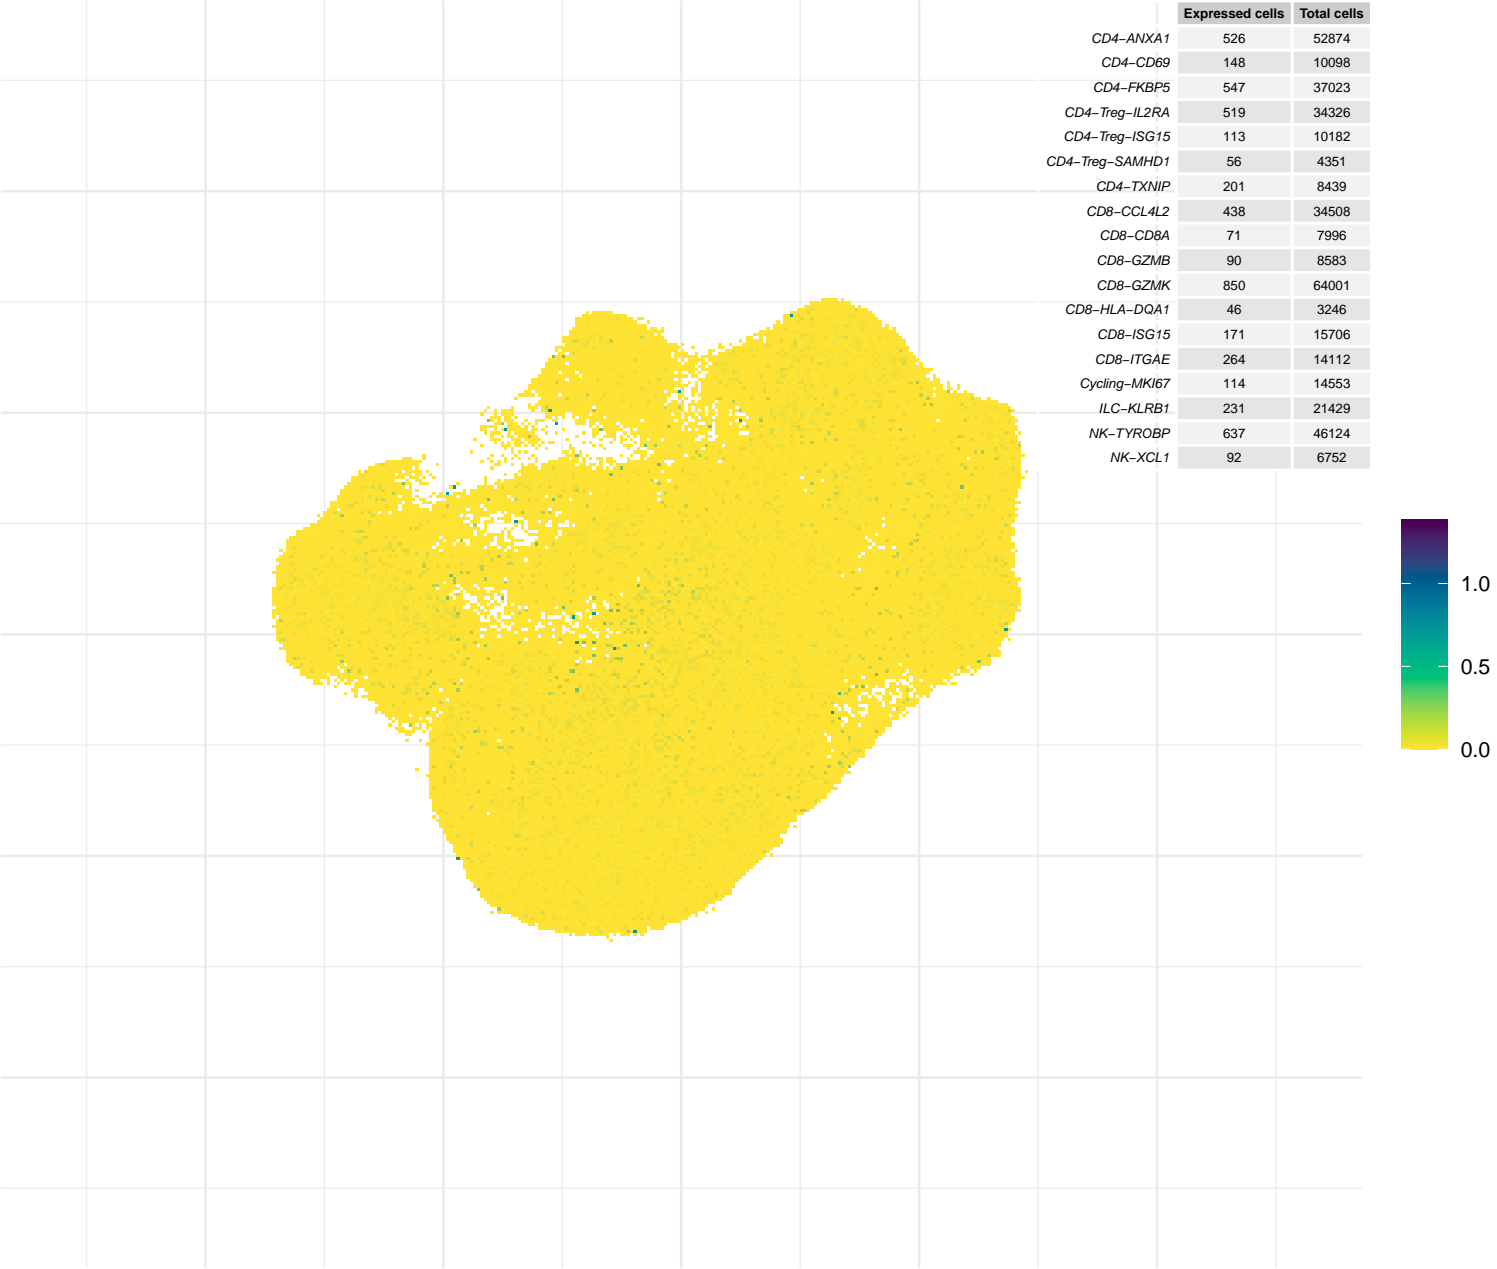 Expressed cells Total cells
CD4−ANXA1 526 52874
CD4−CD69 148 10098
CD4−FKBP5 547 37023
CD4−Treg−IL2RA 519 34326
CD4−Treg−ISG15 113 10182
CD4−Treg−SAMHD1 56 4351
CD4−TXNIP 201 8439
CD8−CCL4L2 438 34508
CD8−CD8A 71 7996
CD8−GZMB 90 8583
CD8−GZMK 850 64001
CD8−HLA−DQA1 46 3246
CD8−ISG15 171 15706
CD8−ITGAE 264 14112
Cycling−MKI67 114 14553
ILC−KLRB1 231 21429
NK−TYROBP 637 46124
NK−XCL1 92 6752
1.0
0.5
0.0